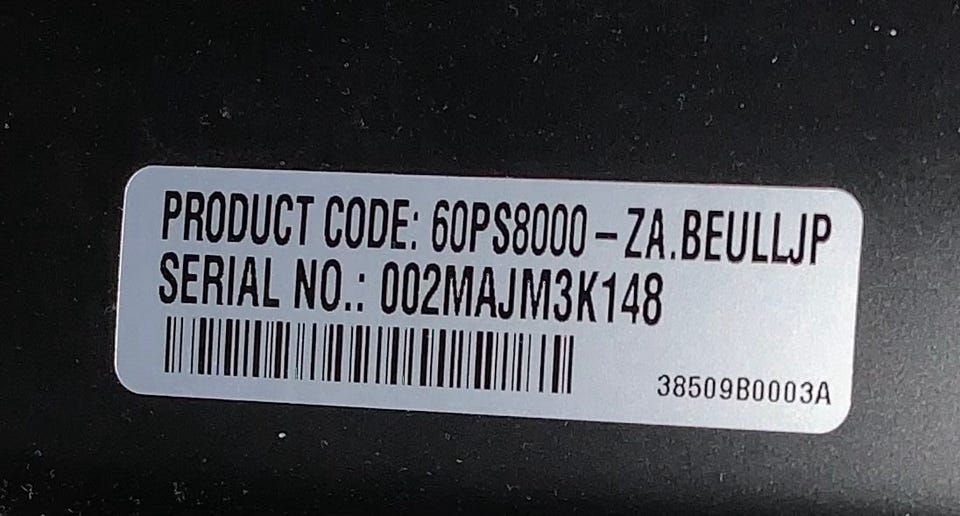 PRODUCT CODE: 60PS8000-ZA.BEULLJP
SERIAL NO.: 002MAJM3K148
38509B0003A